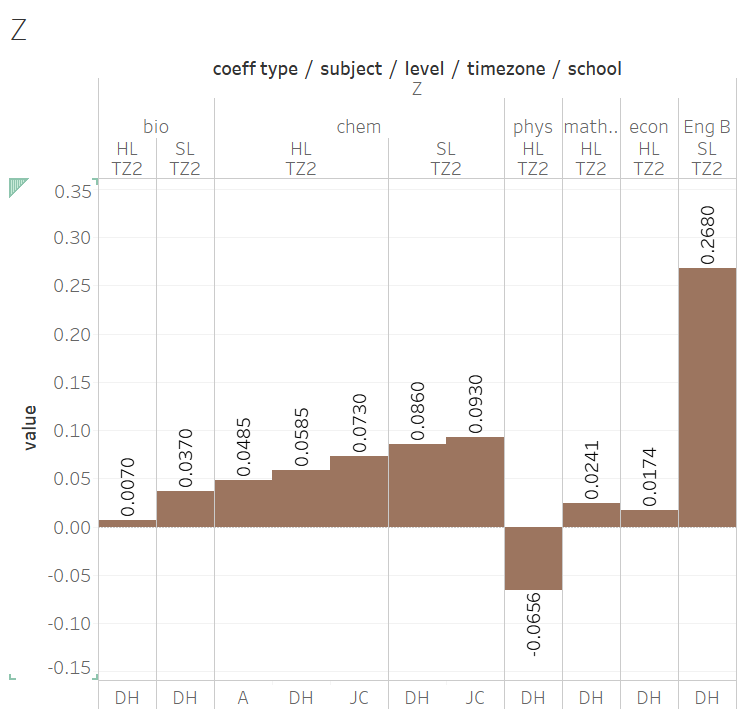 Z
coeff type / subject / level / timezone / school
Z
bio chem phys math.. econ Eng B
HL SL HL SL HL HL HL SL
TZ2 TZ2 TZ2 TZ2 TZ2 TZ2 TZ2 TZ2
0.35
0.30
0.25
0.20
0.15
0.10
0.05
0.00
-0.05
-0.10
-0.15
value
0.0070
0.0370
0.0485
0.0585
0.0730
0.0860
0.0930
-0.0656
0.0241
0.0174
0.2680
DH DH A DH JC DH JC DH DH DH DH